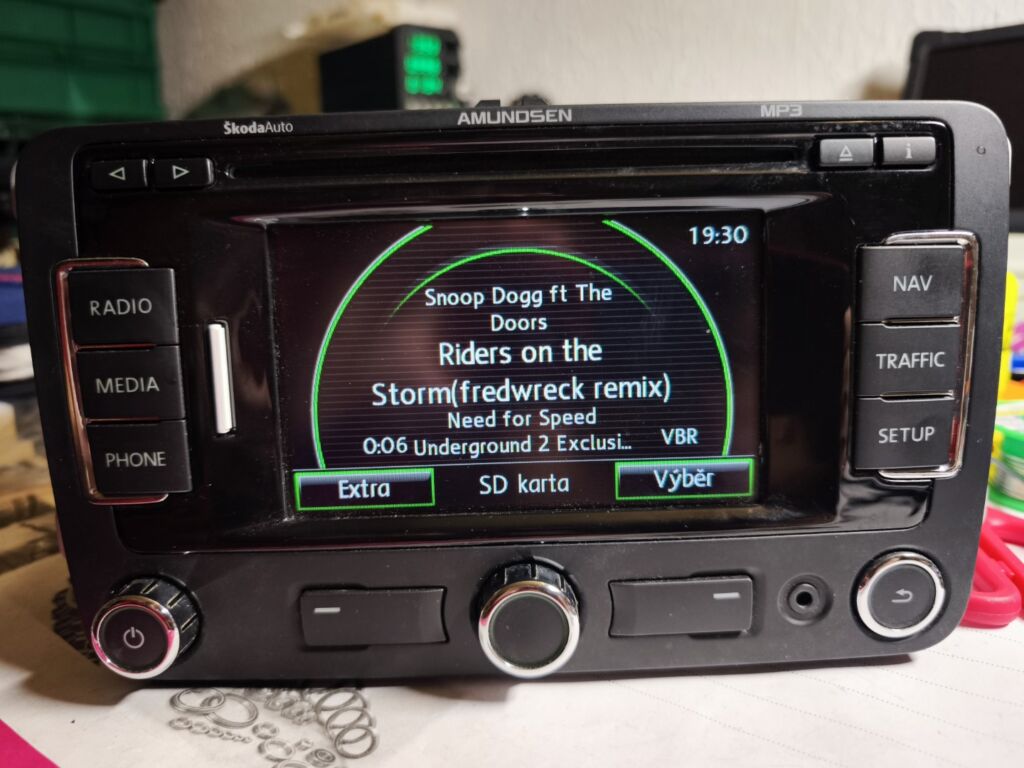 ŠkodaAuto
AMUNDSEN
MP3
i
19:30
RADIO
MEDIA
PHONE
Snoop Dogg ft The
Doors
Riders on the
Storm(fredwreck remix)
Need for Speed
0:06 Underground 2 Exclusi... VBR
Extra
SD karta
Výběr
NAV
TRAFFIC
SETUP